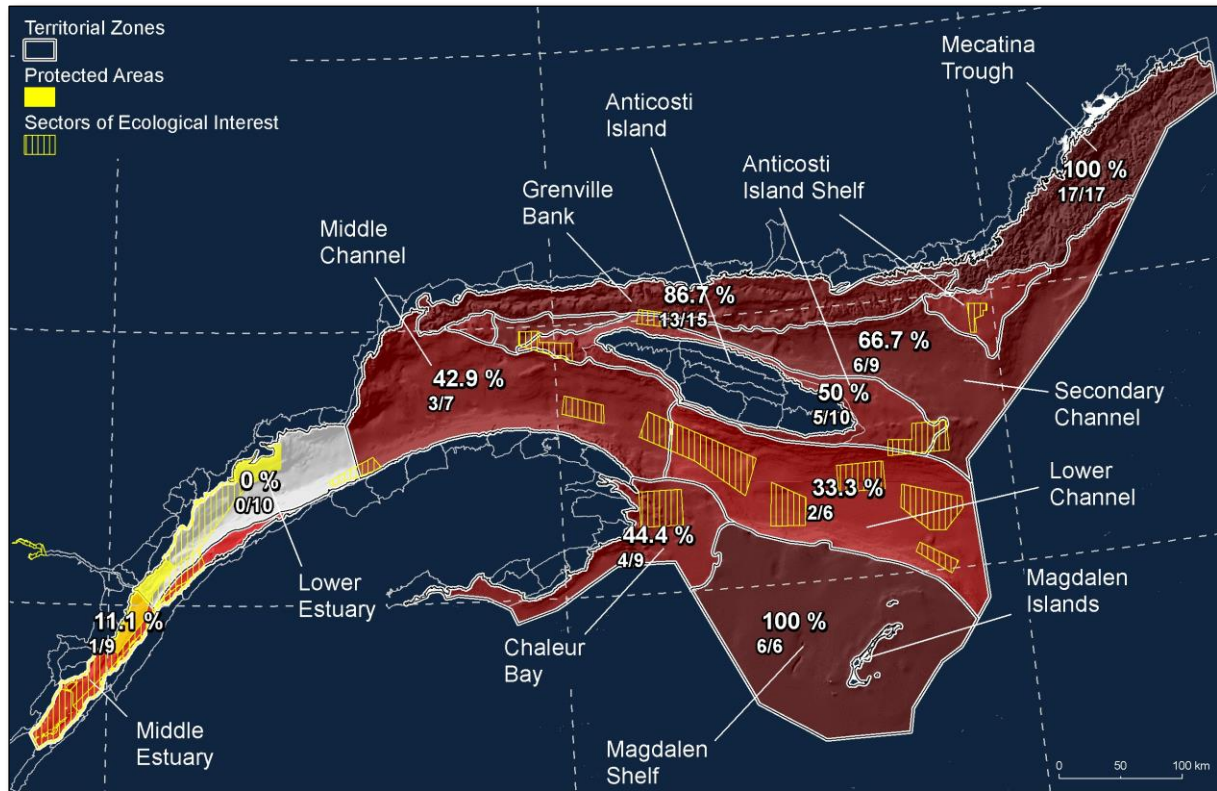 Territorial Zones
Protected Areas
Sectors of Ecological Interest
Mecatina
Trough
Anticosti
Island
Anticosti
Island Shelf
Grenville
Bank
Middle
Channel
100 %
17/17
86.7 %
13/15
66.7 %
6/9
42.9 %
3/7
50 %
5/10
Secondary
Channel
0 %
0/10
33.3 %
2/6
Lower
Channel
44.4 %
4/9
Lower
Estuary
Magdalen
Islands
11.1 %
1/9
100 %
6/6
Chaleur
Bay
Middle
Estuary
Magdalen
Shelf
0 50 100 km